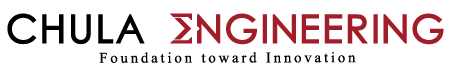 CHULA ΣNGINEERING
Foundation toward Innovation